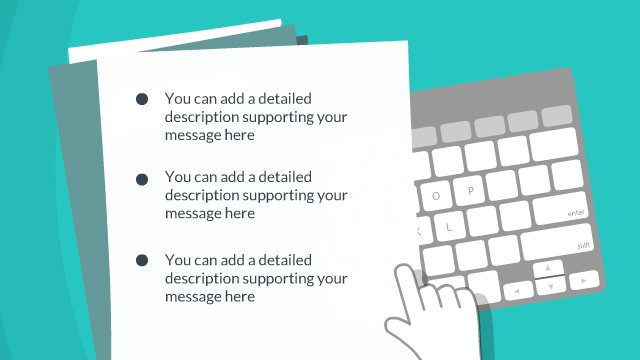 You can add a detailed
description supporting your
message here
You can add a detailed
description supporting your
message here
You can add a detailed
description supporting your
message here
O P
K L
enter
shift